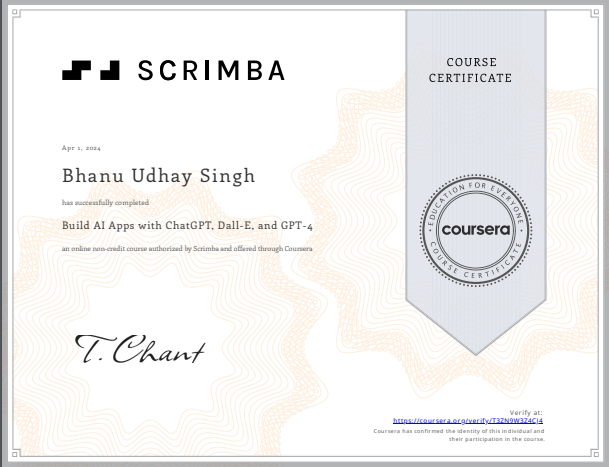 SCRIMBA
COURSE
CERTIFICATE
Apr 1, 2024
Bhanu Udhay Singh
has successfully completed
Build AI Apps with ChatGPT, Dall-E, and GPT-4
an online non-credit course authorized by Scrimba and offered through Coursera
EDUCATION FOR EVERYONE
coursera
COURSE CERTIFICATE
T. Chant
Verify at:
https://coursera.org/verify/T3ZN9W3Z4CJ4
Coursera has confirmed the identity of this individual and
their participation in the course.